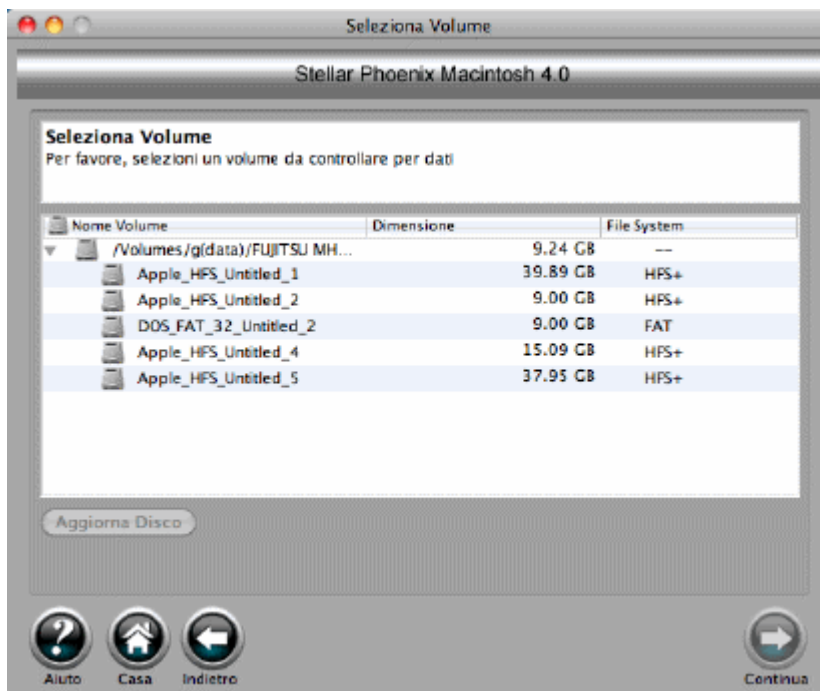 Seleziona Volume
Stellar Phoenix Macintosh 4.0
Seleziona Volume
Per favore, selezioni un volume da controllare per dati
Nome Volume Dimensione File System
/Volumes/g(data)/FUJITSU MH... 9.24 GB --
Apple_HFS_Untitled_1 39.89 GB HFS+
Apple_HFS_Untitled_2 9.00 GB HFS+
DOS_FAT_32_Untitled_2 9.00 GB FAT
Apple_HFS_Untitled_4 15.09 GB HFS+
Apple_HFS_Untitled_5 37.95 GB HFS+
Aggiorna Disco
Aiuto Casa Indietro Continua